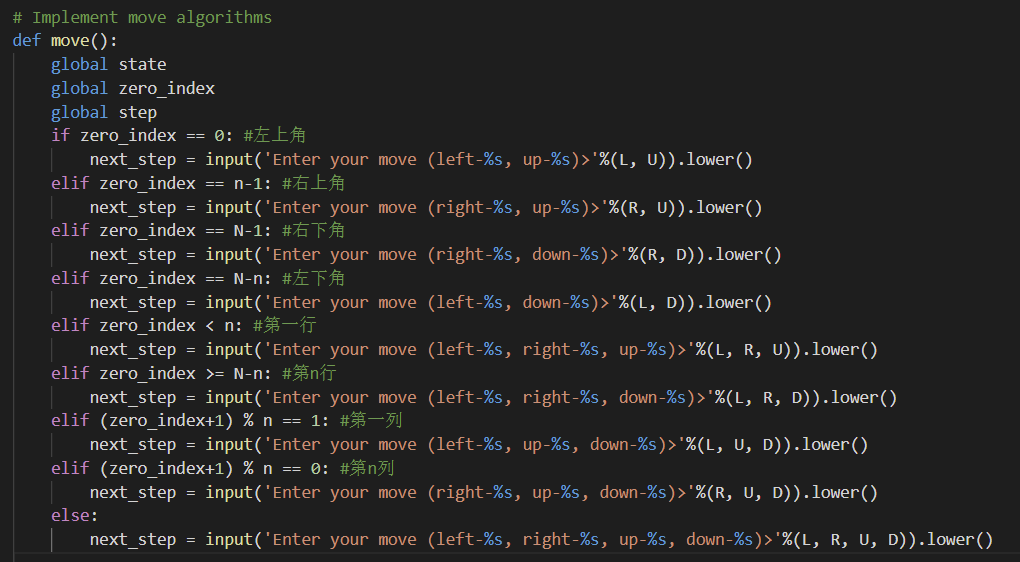 # Implement move algorithms
def move():
    global state
    global zero_index
    global step
    if zero_index == 0: #左上角
        next_step = input('Enter your move (left-%s, up-%s)>'%(L, U)).lower()
    elif zero_index == n-1: #右上角
        next_step = input('Enter your move (right-%s, up-%s)>'%(R, U)).lower()
    elif zero_index == N-1: #右下角
        next_step = input('Enter your move (right-%s, down-%s)>'%(R, D)).lower()
    elif zero_index == N-n: #左下角
        next_step = input('Enter your move (left-%s, down-%s)>'%(L, D)).lower()
    elif zero_index < n: #第一行
        next_step = input('Enter your move (left-%s, right-%s, up-%s)>'%(L, R, U)).lower()
    elif zero_index >= N-n: #第n行
        next_step = input('Enter your move (left-%s, right-%s, down-%s)>'%(L, R, D)).lower()
    elif (zero_index+1) % n == 1: #第一列
        next_step = input('Enter your move (left-%s, up-%s, down-%s)>'%(L, U, D)).lower()
    elif (zero_index+1) % n == 0: #第n列
        next_step = input('Enter your move (right-%s, up-%s, down-%s)>'%(R, U, D)).lower()
    else:
        next_step = input('Enter your move (left-%s, right-%s, up-%s, down-%s)>'%(L, R, U, D)).lower()